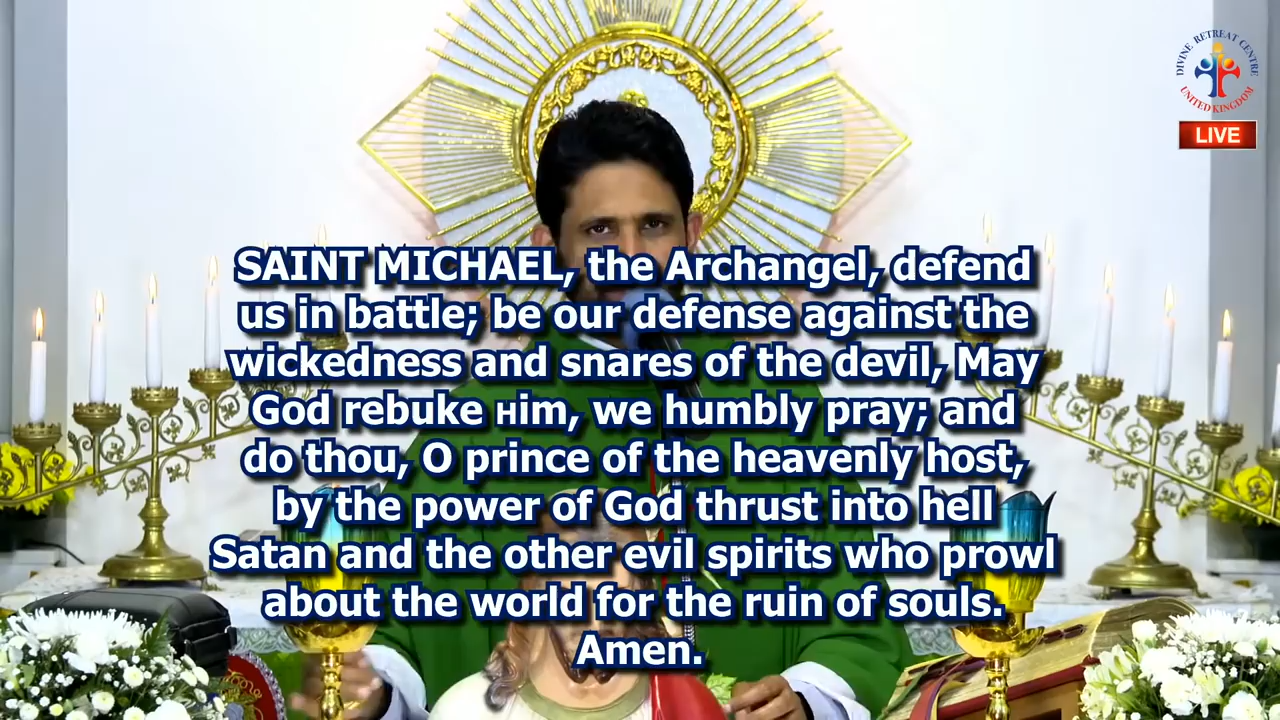 DIVINE RETREAT CENTRE
UNITED KINGDOM
LIVE
SAINT MICHAEL, the Archangel, defend
us in battle; be our defense against the
wickedness and snares of the devil, May
God rebuke нim, we humbly pray; and
do thou, O prince of the heavenly host,
by the power of God thrust into hell
Satan and the other evil spirits who prowl
about the world for the ruin of souls.
Amen.